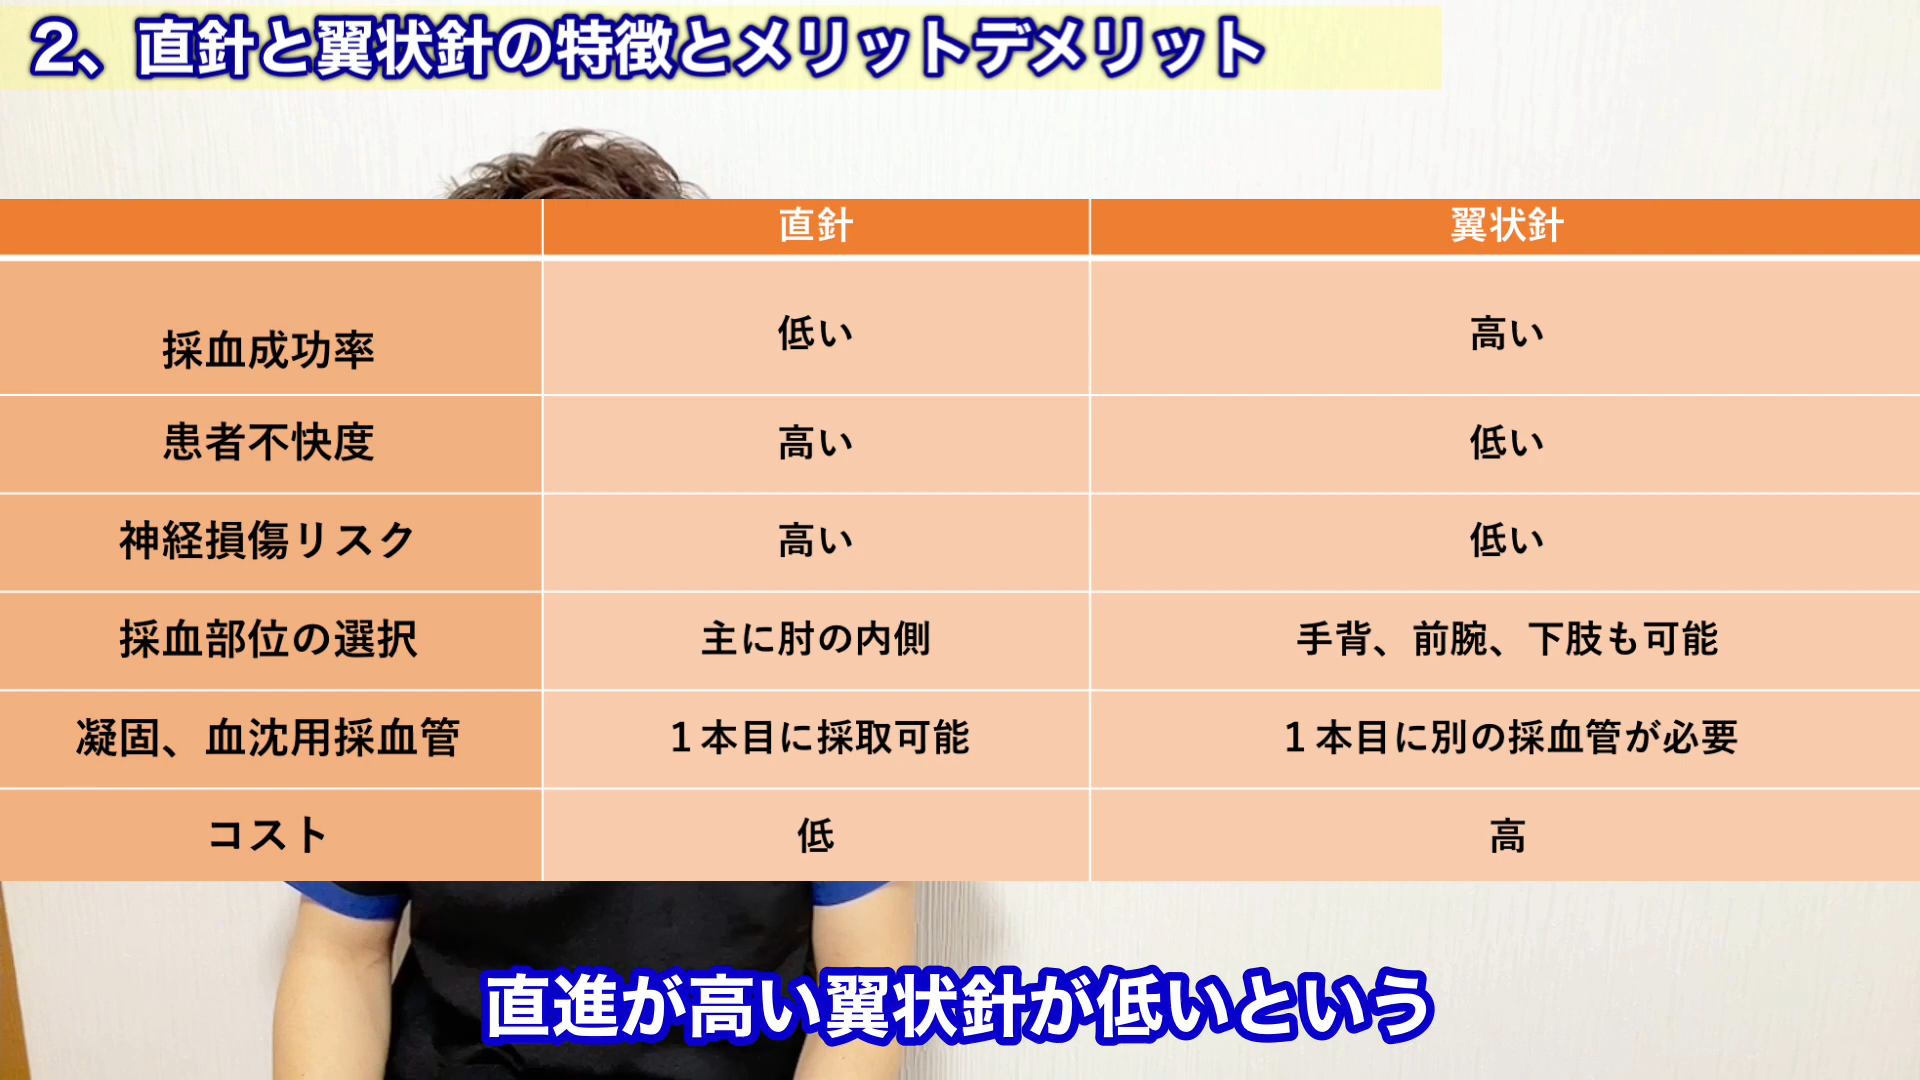 2、直針と翼状針の特徴とメリットデメリット
直針 翼状針
採血成功率 低い 高い
患者不快度 高い 低い
神経損傷リスク 高い 低い
採血部位の選択 主に肘の内側 手背、前腕、下肢も可能
凝固、血沈用採血管 1本目に採取可能 1本目に別の採血管が必要
コスト 低 高
直進が高い翼状針が低いという